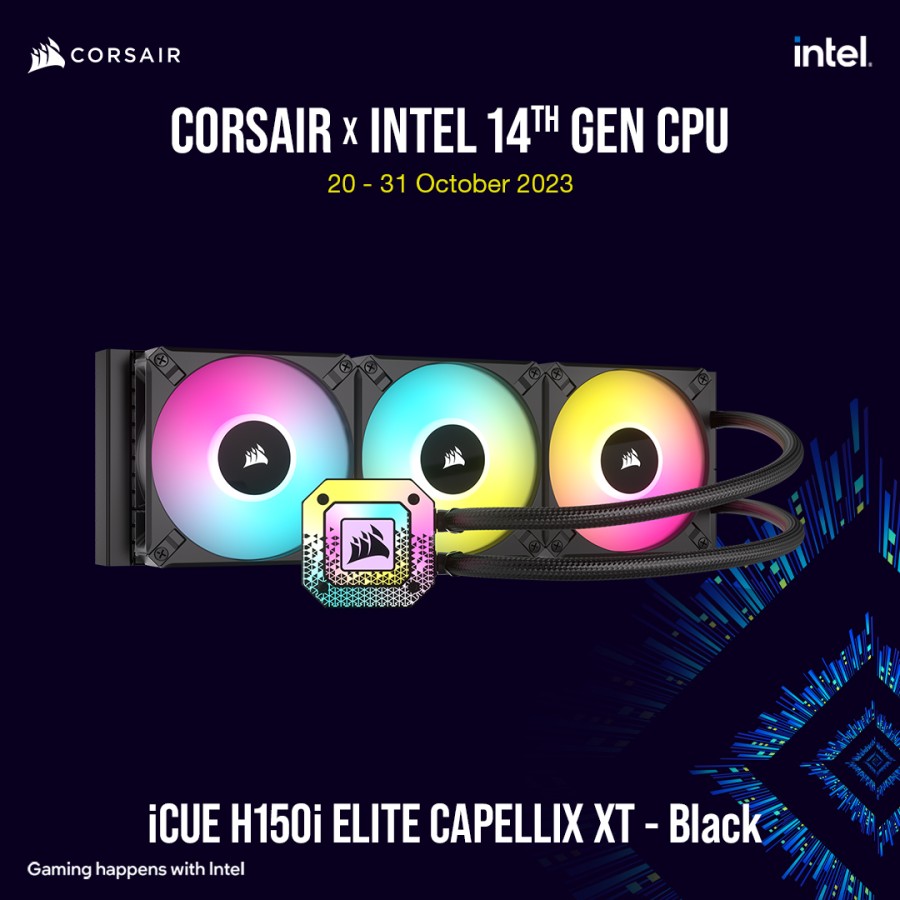 CORSAIR
intel.
CORSAIR x INTEL 14TH GEN CPU
20 - 31 October 2023
iCUE H150i ELITE CAPELLIX XT - Black
Gaming happens with Intel